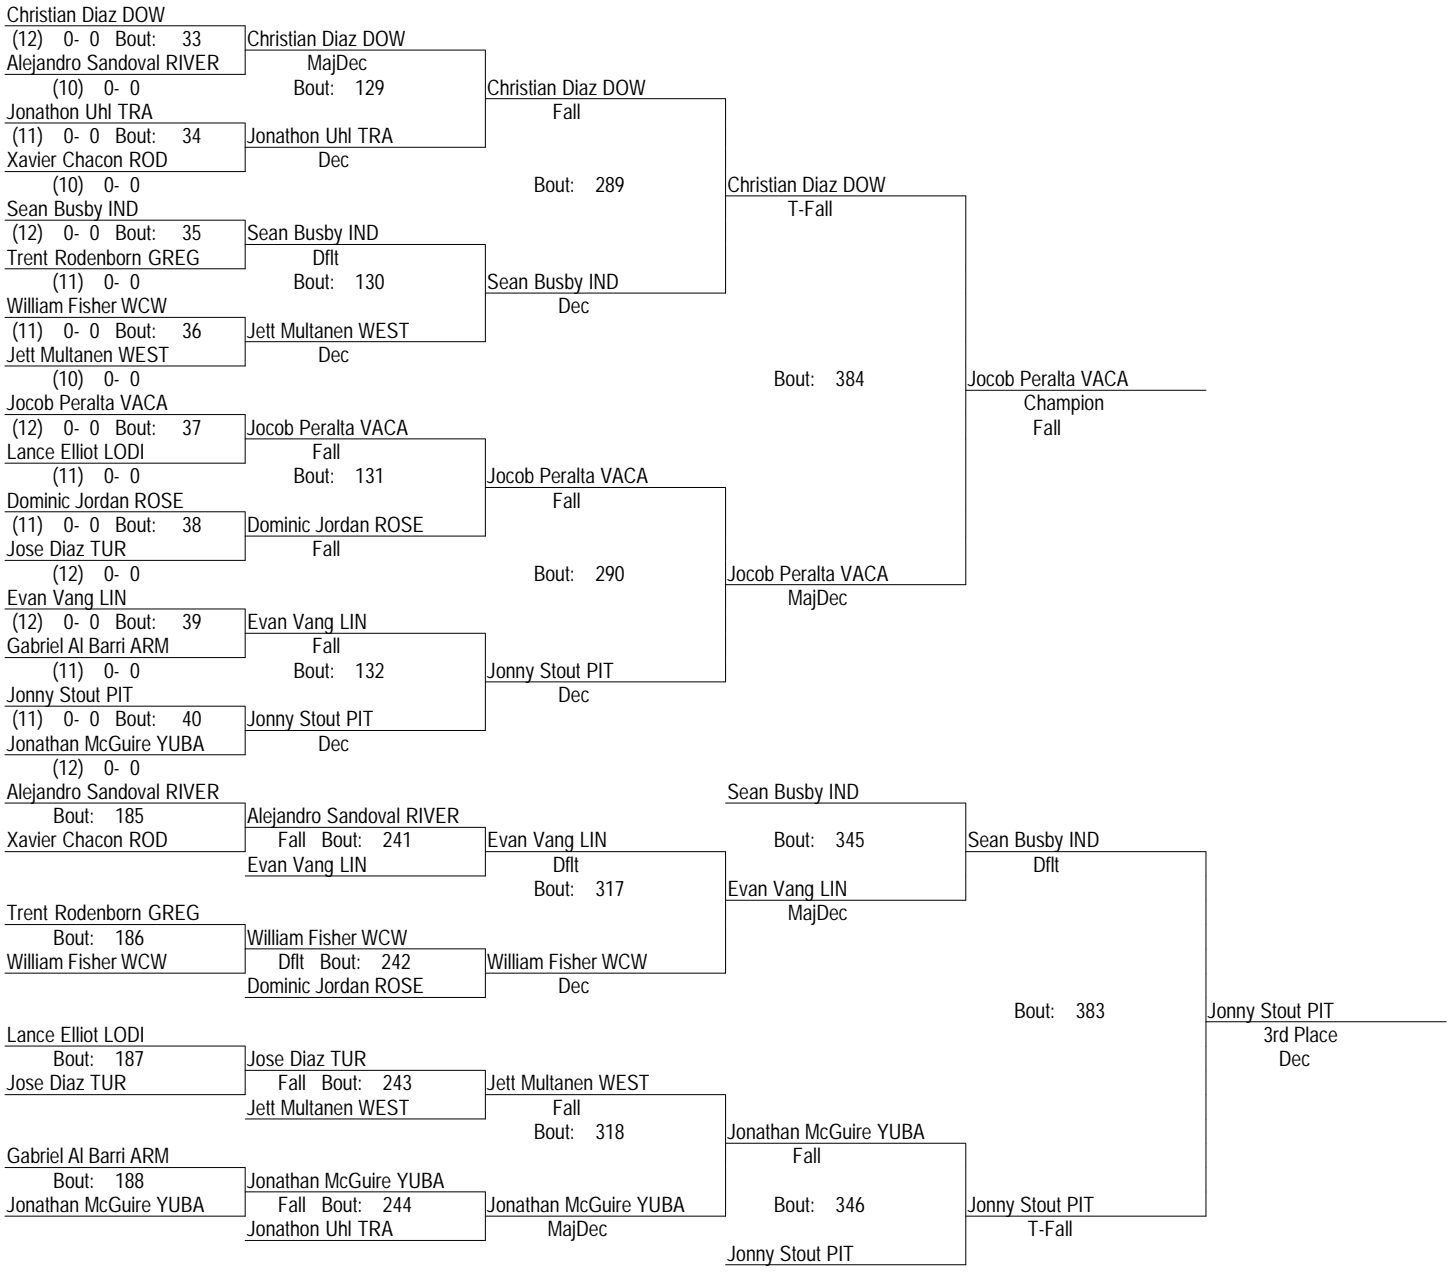 Christian Diaz DOW
(12) 0- 0 Bout: 33 Christian Diaz DOW
Alejandro Sandoval RIVER MajDec
(10) 0- 0 Bout: 129 Christian Diaz DOW
Jonathon Uhl TRA Fall
(11) 0- 0 Bout: 34 Jonathon Uhl TRA
Xavier Chacon ROD Dec
(10) 0- 0 Bout: 289 Christian Diaz DOW
Sean Busby IND T-Fall
(12) 0- 0 Bout: 35 Sean Busby IND
Trent Rodenborn GREG Dflt
(11) 0- 0 Bout: 130 Sean Busby IND
William Fisher WCW Dec
(11) 0- 0 Bout: 36 Jett Multanen WEST
Jett Multanen WEST Dec
(10) 0- 0 Bout: 384 Jocob Peralta VACA
Jocob Peralta VACA Champion
(12) 0- 0 Bout: 37 Jocob Peralta VACA Fall
Lance Elliot LODI Fall
(11) 0- 0 Bout: 131 Jocob Peralta VACA
Dominic Jordan ROSE Fall
(11) 0- 0 Bout: 38 Dominic Jordan ROSE
Jose Diaz TUR Fall
(12) 0- 0 Bout: 290 Jocob Peralta VACA
Evan Vang LIN MajDec
(12) 0- 0 Bout: 39 Evan Vang LIN
Gabriel Al Barri ARM Fall
(11) 0- 0 Bout: 132 Jonny Stout PIT
Jonny Stout PIT Dec
(11) 0- 0 Bout: 40 Jonny Stout PIT
Jonathan McGuire YUBA Dec
(12) 0- 0
Alejandro Sandoval RIVER Sean Busby IND
Bout: 185 Alejandro Sandoval RIVER
Xavier Chacon ROD Fall Bout: 241 Evan Vang LIN Bout: 345 Sean Busby IND
Evan Vang LIN Dflt Dflt
Bout: 317 Evan Vang LIN
Trent Rodenborn GREG MajDec
Bout: 186 William Fisher WCW
William Fisher WCW Dflt Bout: 242 William Fisher WCW
Dominic Jordan ROSE Dec
Bout: 383 Jonny Stout PIT
Lance Elliot LODI 3rd Place
Bout: 187 Jose Diaz TUR Dec
Jose Diaz TUR Fall Bout: 243 Jett Multanen WEST
Jett Multanen WEST Fall
Bout: 318 Jonathan McGuire YUBA
Gabriel Al Barri ARM Fall
Bout: 188 Jonathan McGuire YUBA
Jonathan McGuire YUBA Fall Bout: 244 Jonathan McGuire YUBA Bout: 346 Jonny Stout PIT
Jonathon Uhl TRA MajDec T-Fall
Jonny Stout PIT